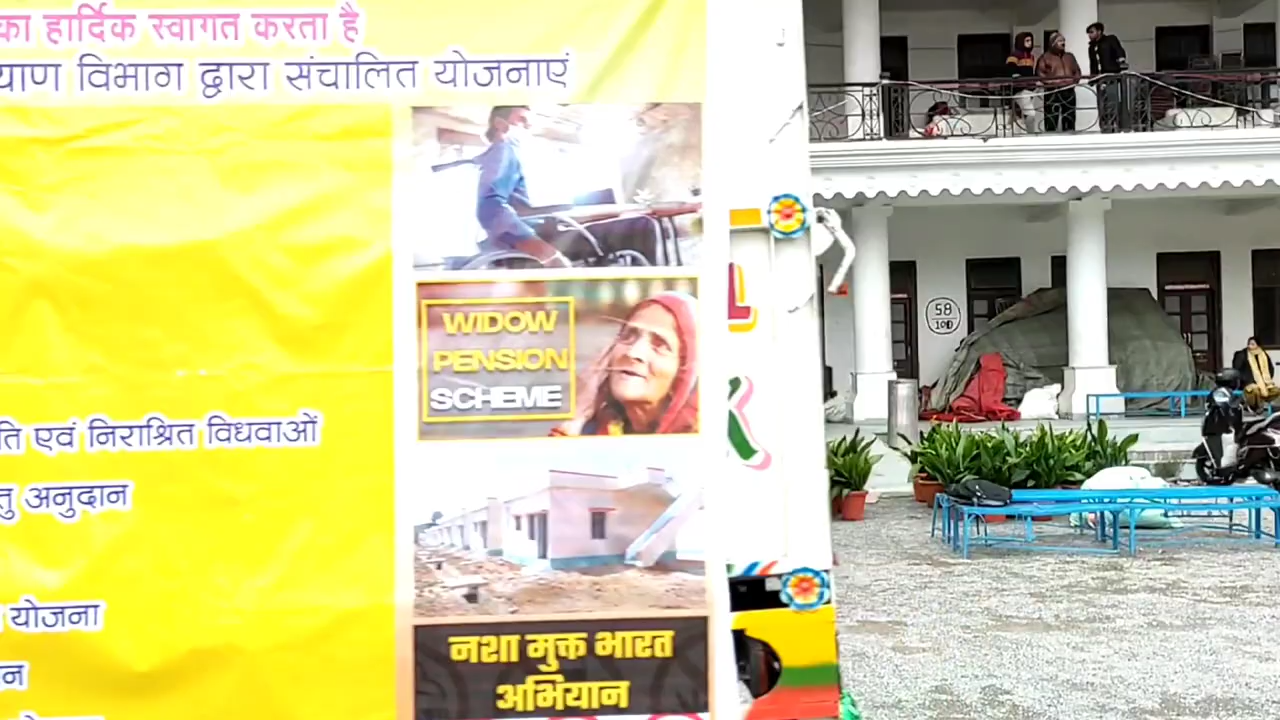 का हार्दिक स्वागत करता है
विभाग द्वारा संचालित योजनाएं
WIDOW
PENSION
SCHEME
एवं निराश्रित विधवाओं
अनुदान
योजना
नशा मुक्त भारत
अभियान
L
K
58
100